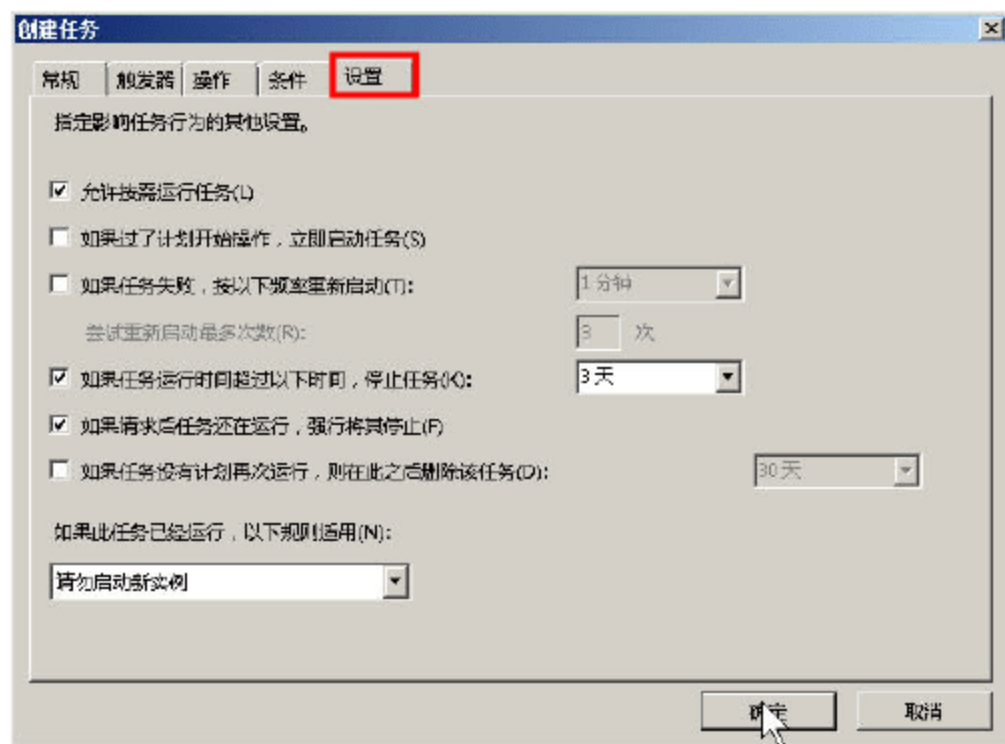 创建任务
常规 触发器 操作 条件 设置
指定影响任务行为的其他设置。
允许按需运行任务(L)
如果过了计划开始操作，立即启动任务(S)
如果任务失败，按以下频率重新启动(T): 1 分钟
尝试重新启动最多次数(R): 3 次
如果任务运行时间超过以下时间，停止任务(K): 3 天
如果请求后任务还在运行，强行将其停止(F)
如果任务没有计划再次运行，则在此之后删除该任务(D): 30 天
如果此任务已经运行，以下规则适用(N):
请勿启动新实例
确定 取消